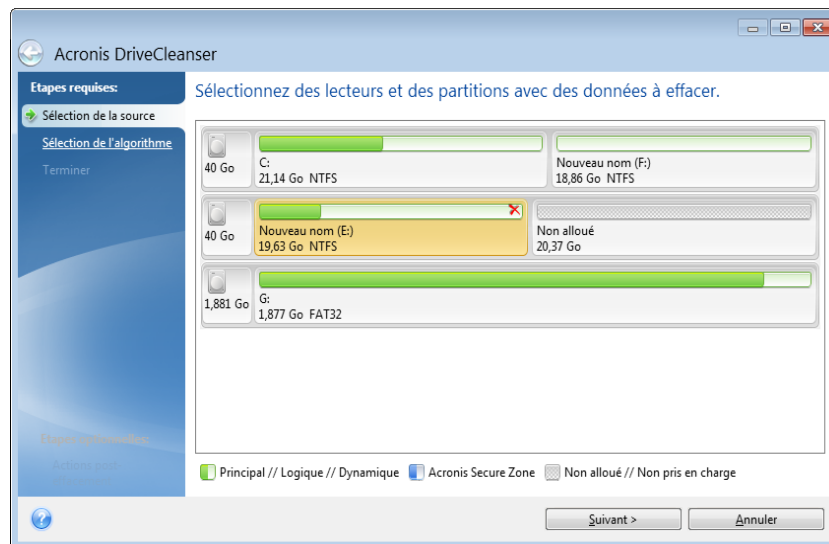 Acronis DriveCleanser
Etapes requises:
Sélection de la source
Sélection de l'algorithme
Terminer
Sélectionnez des lecteurs et des partitions avec des données à effacer.
40 Go
C:
21,14 Go NTFS
Nouveau nom (F:)
18,86 Go NTFS
40 Go
Nouveau nom (E:)
19,63 Go NTFS
Non alloué
20,37 Go
1,881 Go
G:
1,877 Go FAT32
Principal // Logique // Dynamique
Acronis Secure Zone
Non alloué // Non pris en charge
Suivant >
Annuler